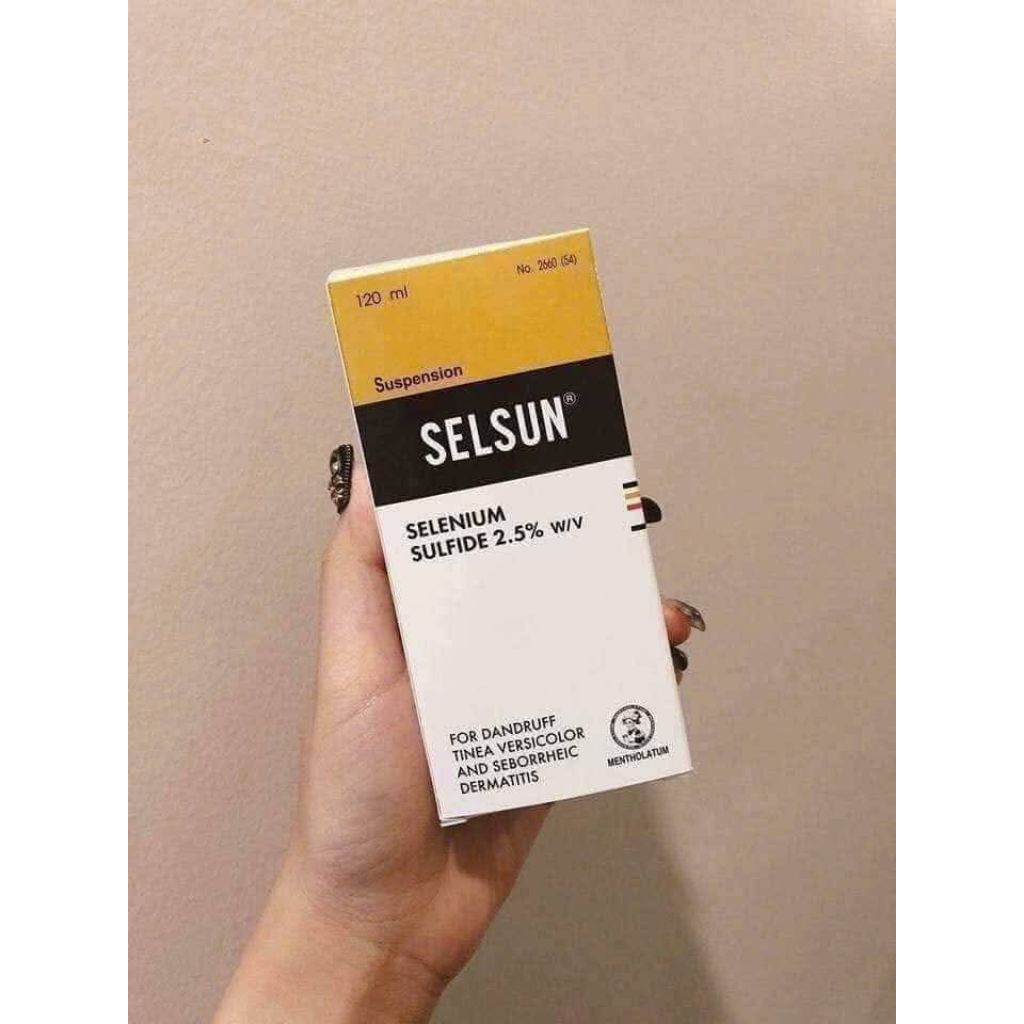 120 ml
No. 2660 (54)
Suspension
SELSUN®
SELENIUM
SULFIDE 2.5% W/V
FOR DANDRUFF
TINEA VERSICOLOR
AND SEBORRHEIC
DERMATITIS
MENTHOLATUM